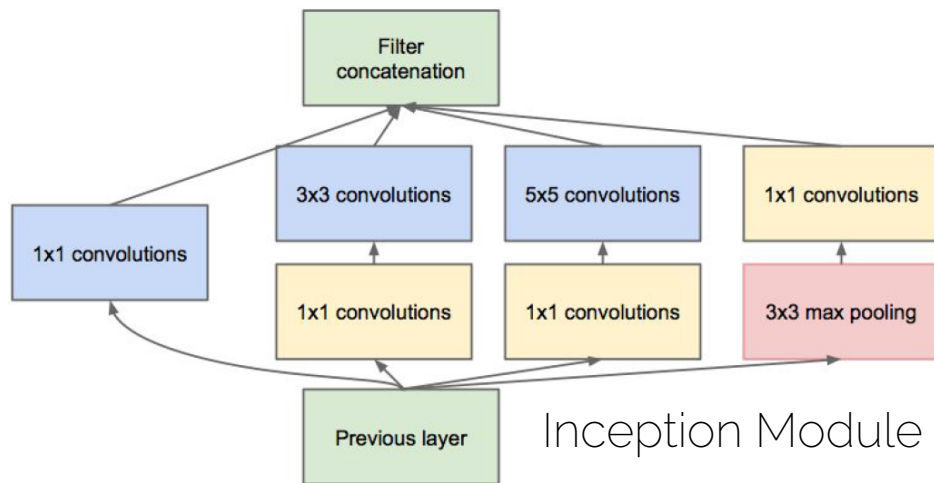 Filter
concatenation
3x3 convolutions
5x5 convolutions
1x1 convolutions
1x1 convolutions
1x1 convolutions
1x1 convolutions
3x3 max pooling
Previous layer
Inception Module